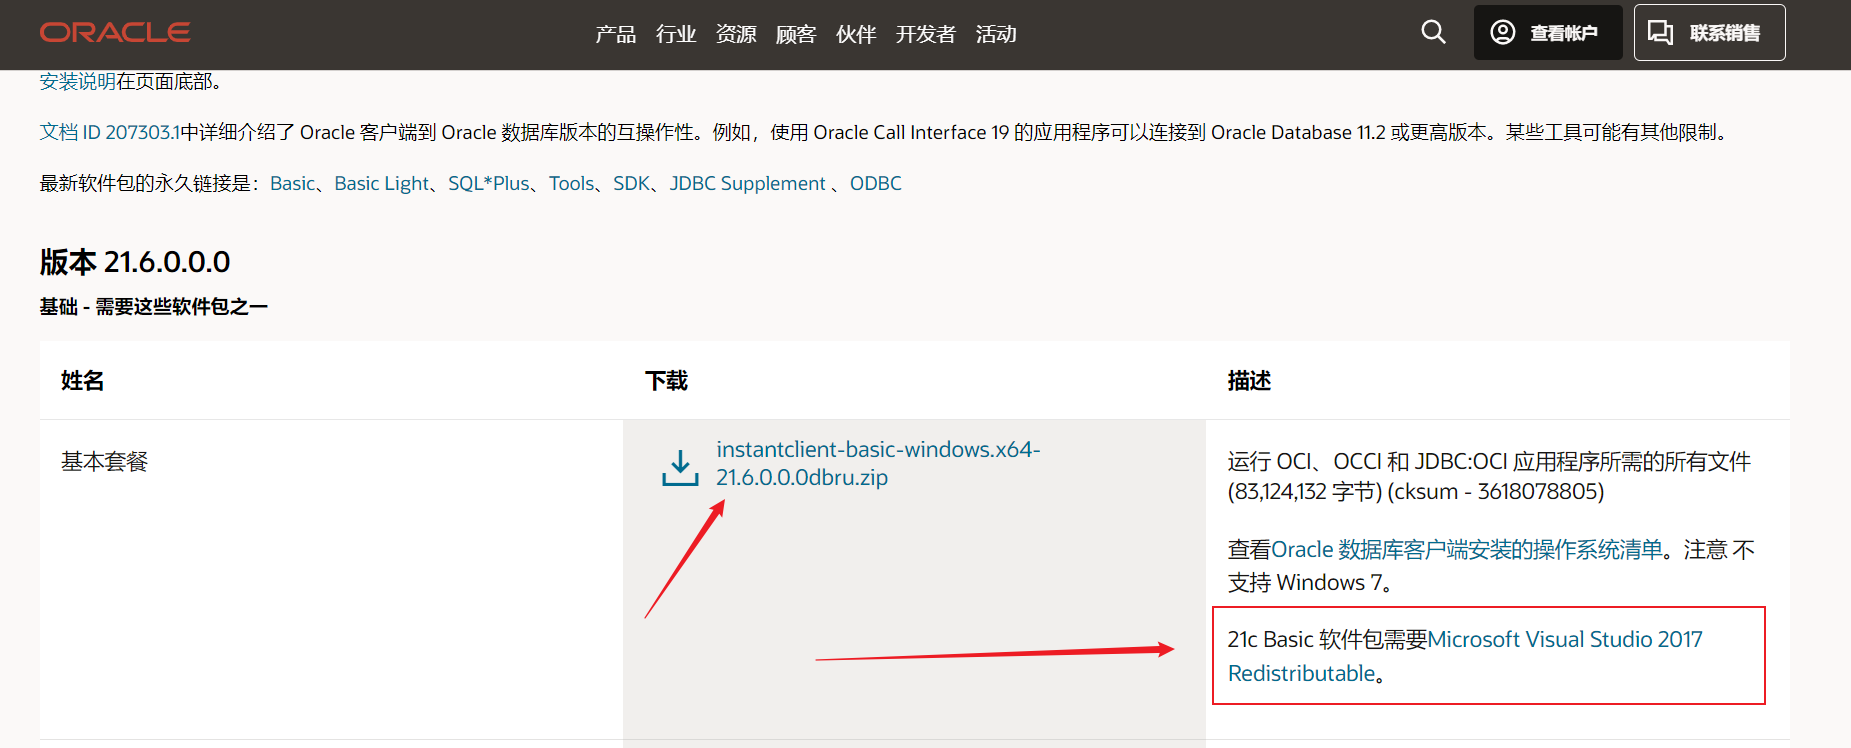 ORACLE
产品 行业 资源 顾客 伙伴 开发者 活动
查看帐户
联系销售
安装说明在页面底部。
文档 ID 207303.1中详细介绍了 Oracle 客户端到 Oracle 数据库版本的互操作性。例如，使用 Oracle Call Interface 19 的应用程序可以连接到 Oracle Database 11.2 或更高版本。某些工具可能有其他限制。
最新软件包的永久链接是：Basic、Basic Light、SQL*Plus、Tools、SDK、JDBC Supplement 、ODBC
版本 21.6.0.0.0
基础 - 需要这些软件包之一
姓名 下载 描述
基本套餐
instantclient-basic-windows.x64-
21.6.0.0.0dbru.zip
运行 OCI、OCCI 和 JDBC:OCI 应用程序所需的所有文件
(83,124,132 字节) (cksum - 3618078805)
查看Oracle 数据库客户端安装的操作系统清单。注意 不
支持 Windows 7。
21c Basic 软件包需要Microsoft Visual Studio 2017
Redistributable。